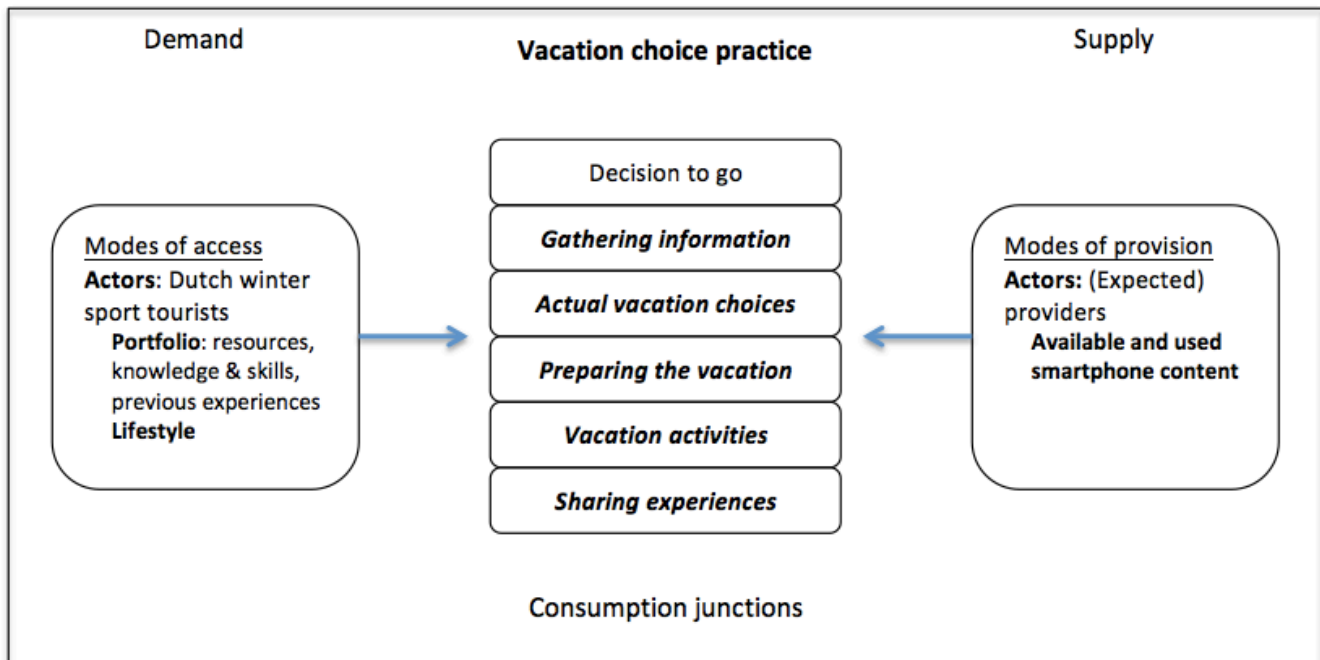 Demand
Vacation choice practice
Supply
Modes of access
Actors: Dutch winter
sport tourists
Portfolio: resources,
knowledge & skills,
previous experiences
Lifestyle
Decision to go
Gathering information
Actual vacation choices
Preparing the vacation
Vacation activities
Sharing experiences
Modes of provision
Actors: (Expected)
providers
Available and used
smartphone content
Consumption junctions